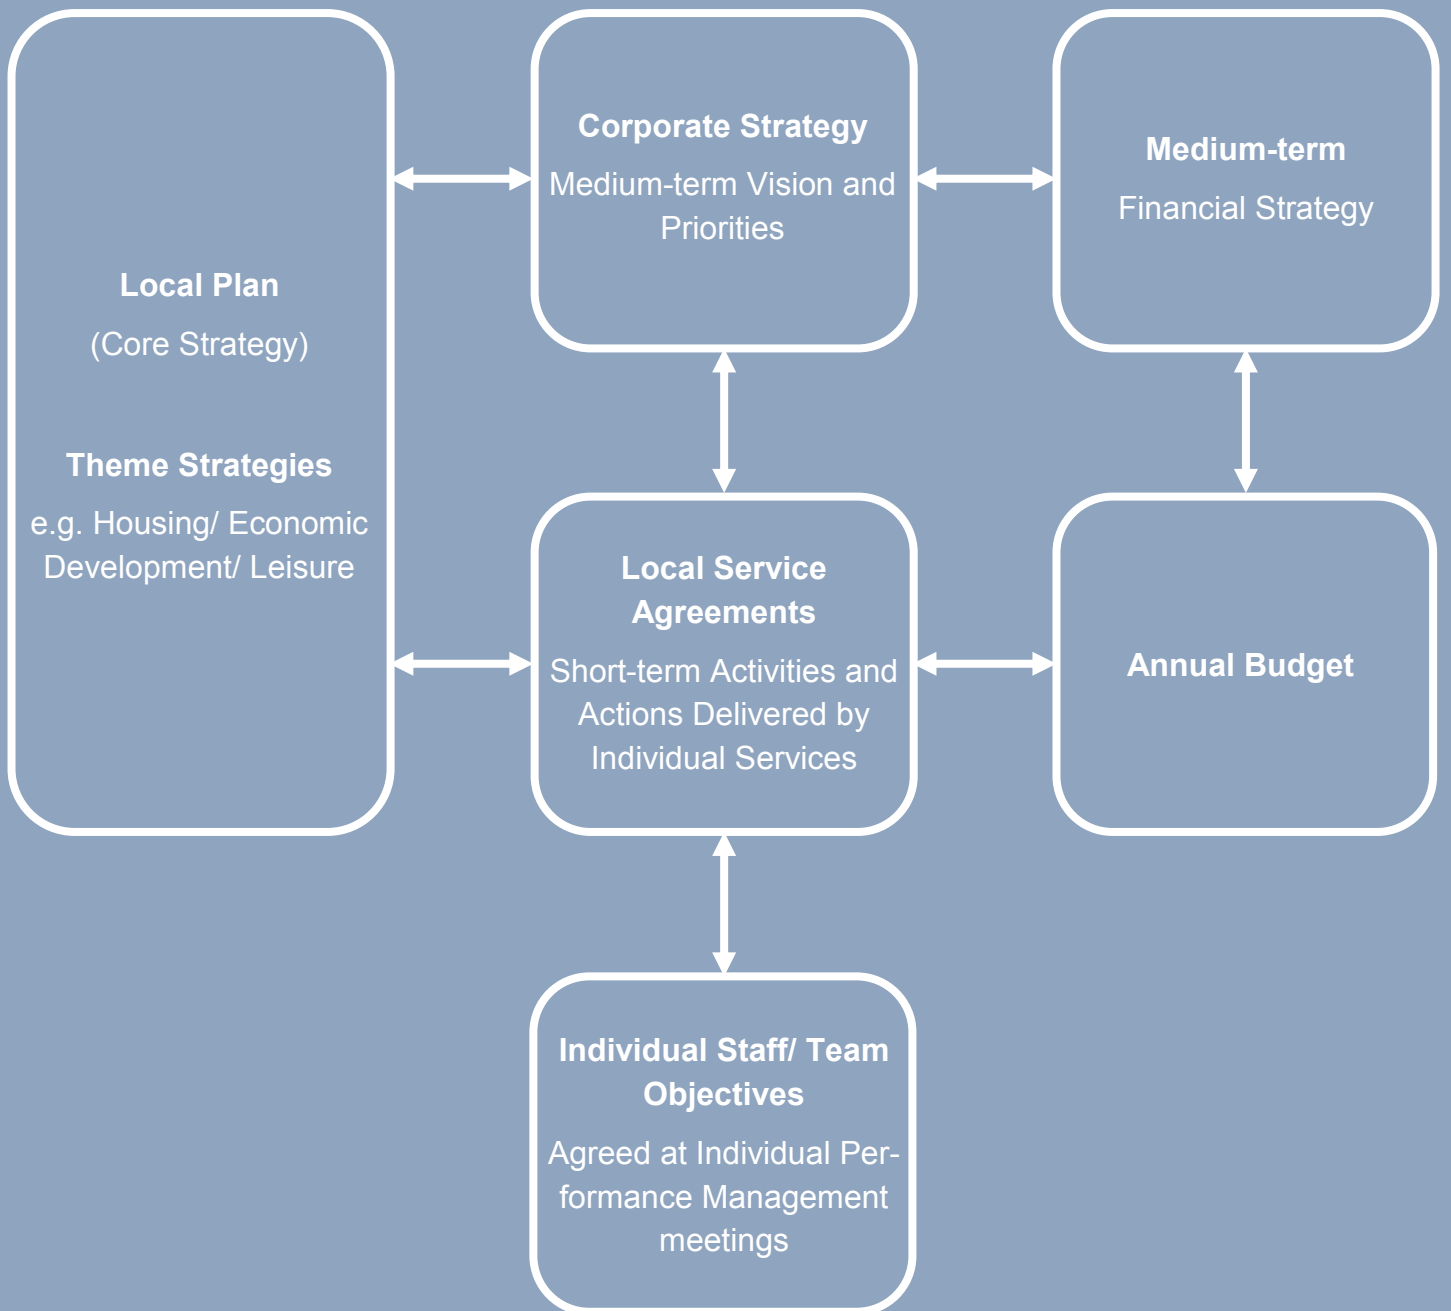 Local Plan
(Core Strategy)
Theme Strategies
e.g. Housing/ Economic
Development/ Leisure
Corporate Strategy
Medium-term Vision and
Priorities
Medium-term
Financial Strategy
Local Service
Agreements
Short-term Activities and
Actions Delivered by
Individual Services
Annual Budget
Individual Staff/ Team
Objectives
Agreed at Individual Per-
formance Management
meetings